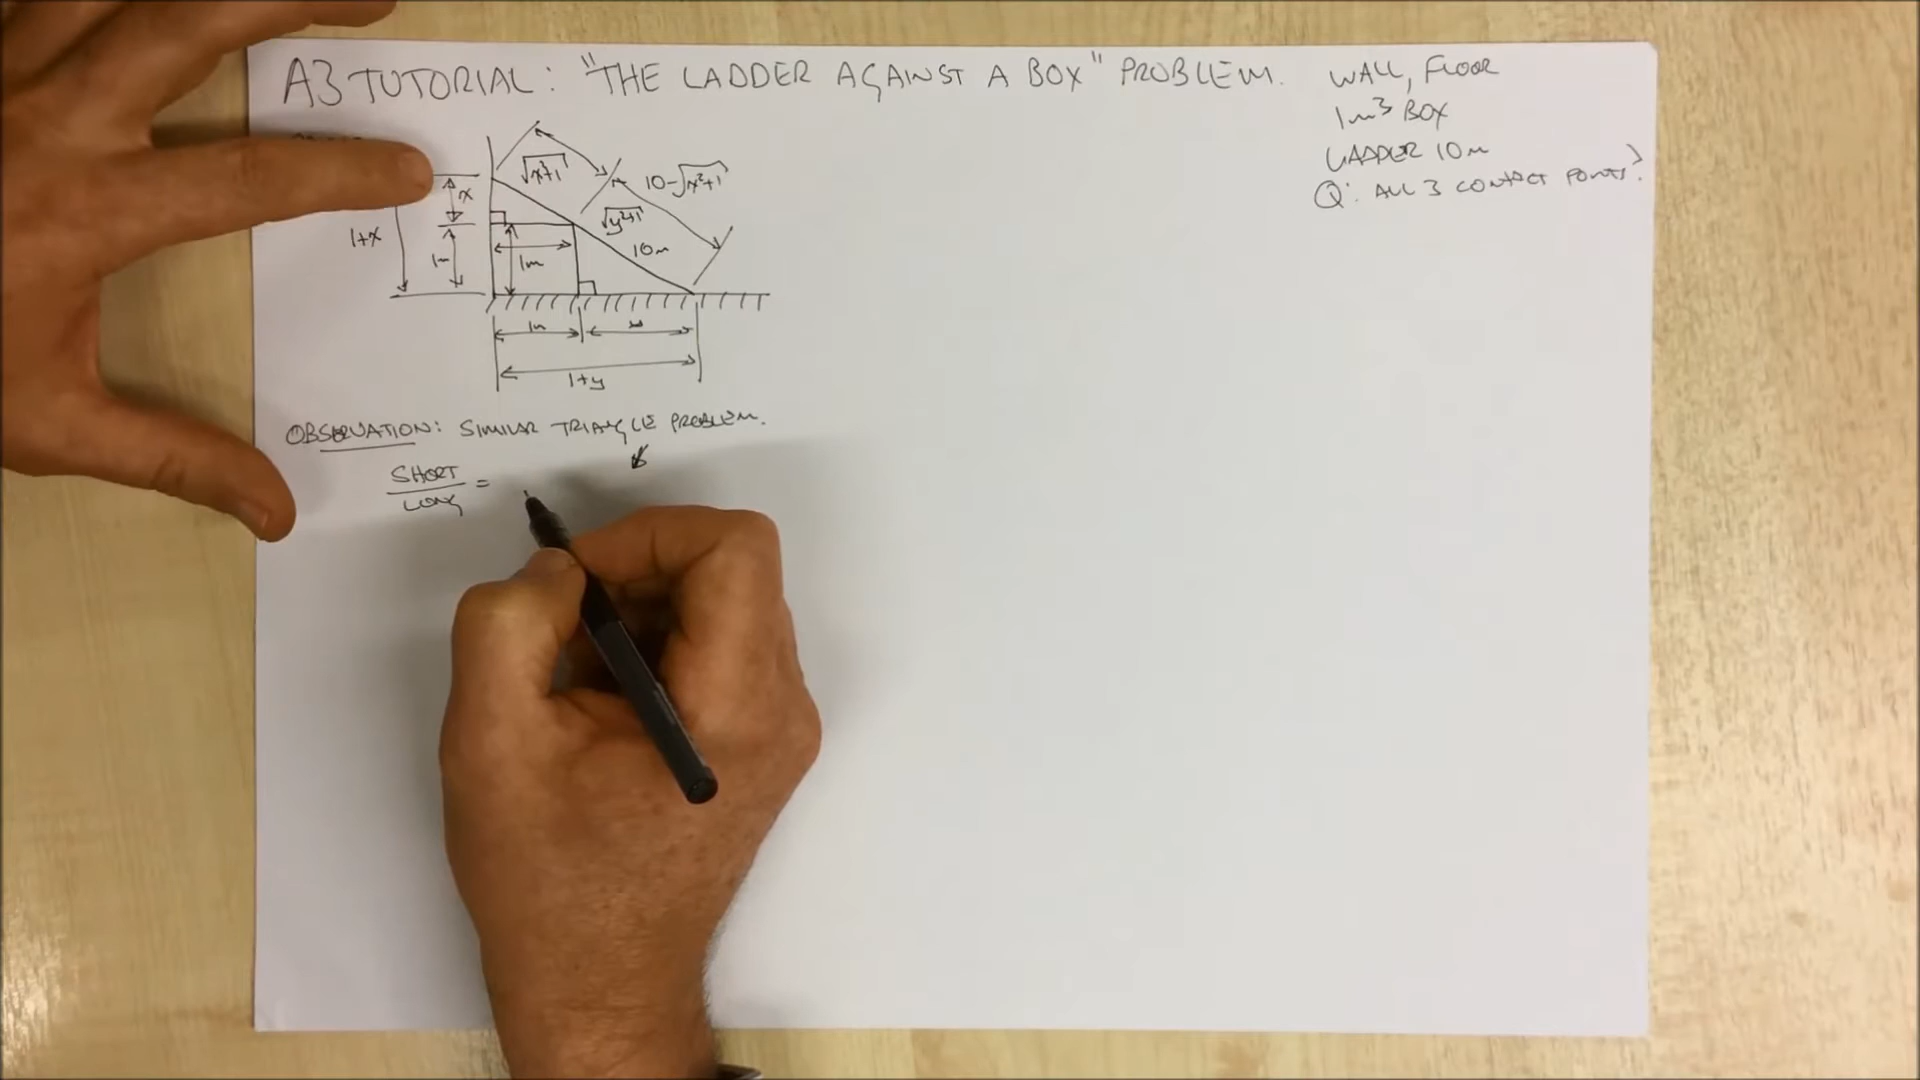 A3 TUTORIAL: "THE LADDER AGAINST A BOX" PROBLEM.
WALL, FLOOR
1m³ BOX
LADDER 10m
Q: ALL 3 CONTACT POINTS?
√x²+1
10-√x²+1
x
√y²+1
1+x
1m
1m
10m
1m
1+y
OBSERVATION: SIMILAR TRIANGLE PROBLEM.
SHORT
LONG =